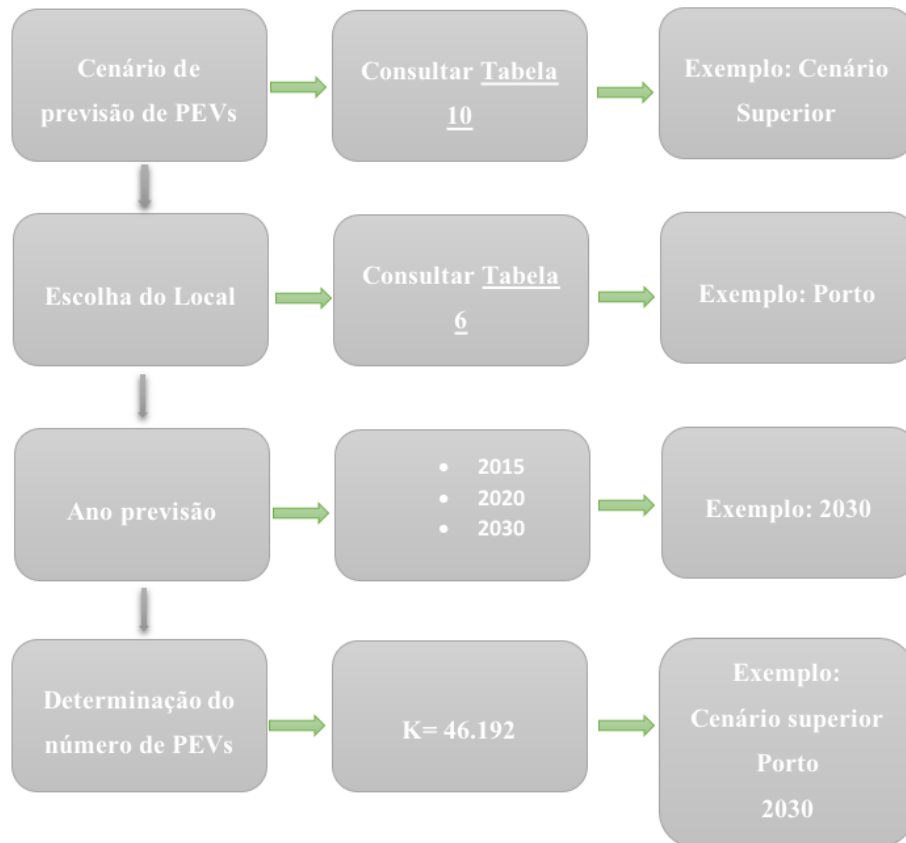 Cenário de
previsão de PEVs
Consultar Tabela
10
Exemplo: Cenário
Superior
Escolha do Local
Consultar Tabela
6
Exemplo: Porto
Ano previsão
• 2015
• 2020
• 2030
Exemplo: 2030
Determinação do
número de PEVs
K= 46.192
Exemplo:
Cenário superior
Porto
2030